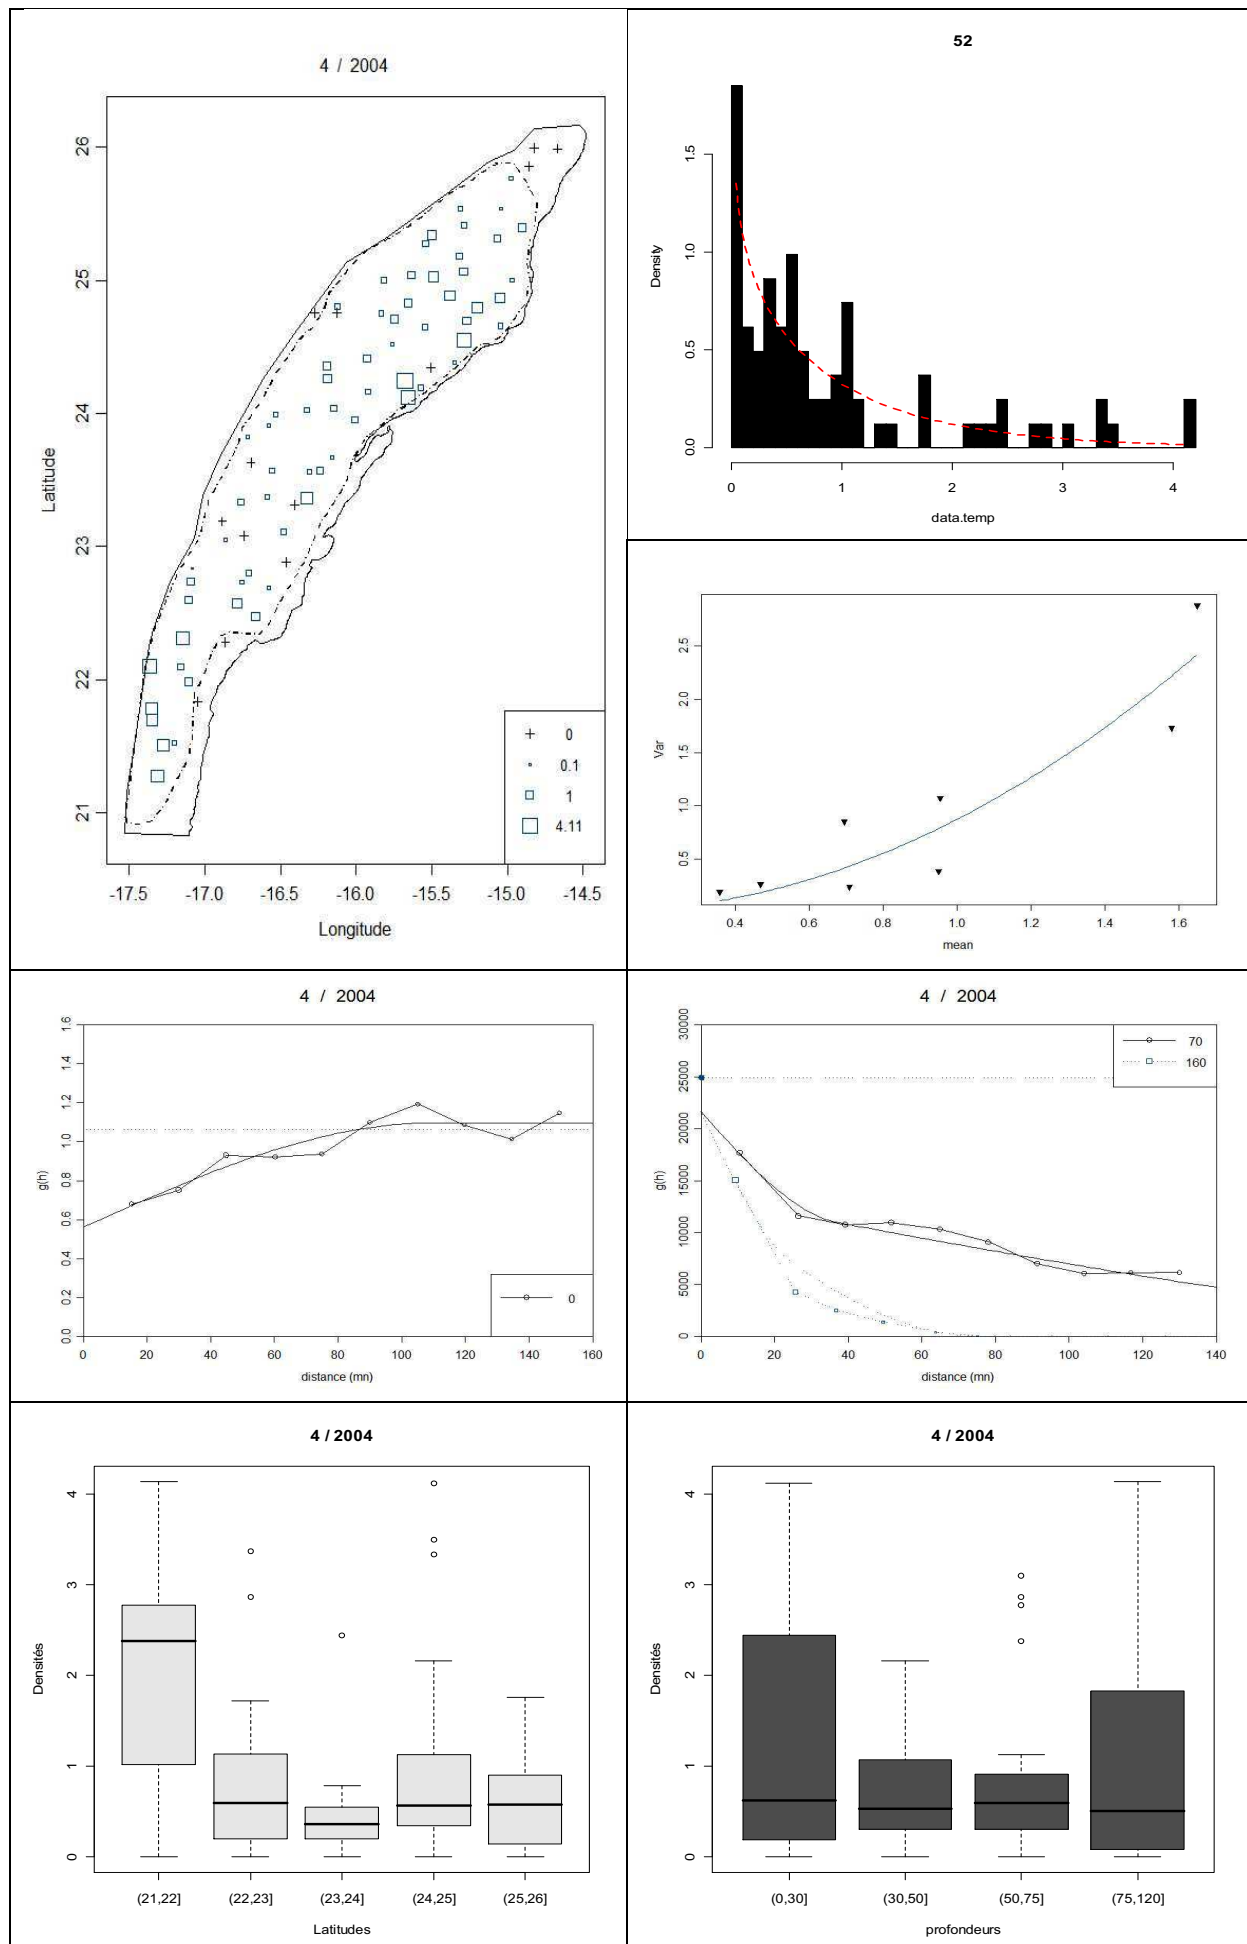 4 / 2004
26
25
24
23
22
21
Latitude
-17.5 -17.0 -16.5 -16.0 -15.5 -15.0 -14.5
Longitude
0
0.1
1
4.11
52
1.5
1.0
0.5
0.0
Density
0 1 2 3 4
data.temp
2.5
2.0
1.5
1.0
0.5
Var
0.4 0.6 0.8 1.0 1.2 1.4 1.6
mean
4 / 2004
1.6
1.4
1.2
1.0
0.8
0.6
0.4
0.2
0.0
g(h)
0
0 20 40 60 80 100 120 140 160
distance (mn)
4 / 2004
30000
25000
20000
15000
10000
5000
0
g(h)
70
160
0 20 40 60 80 100 120 140
distance (mn)
4 / 2004
4
3
2
1
0
Densités
(21,22] (22,23] (23,24] (24,25] (25,26]
Latitudes
4 / 2004
4
3
2
1
0
Densités
(0,30] (30,50] (50,75] (75,120]
profondeurs